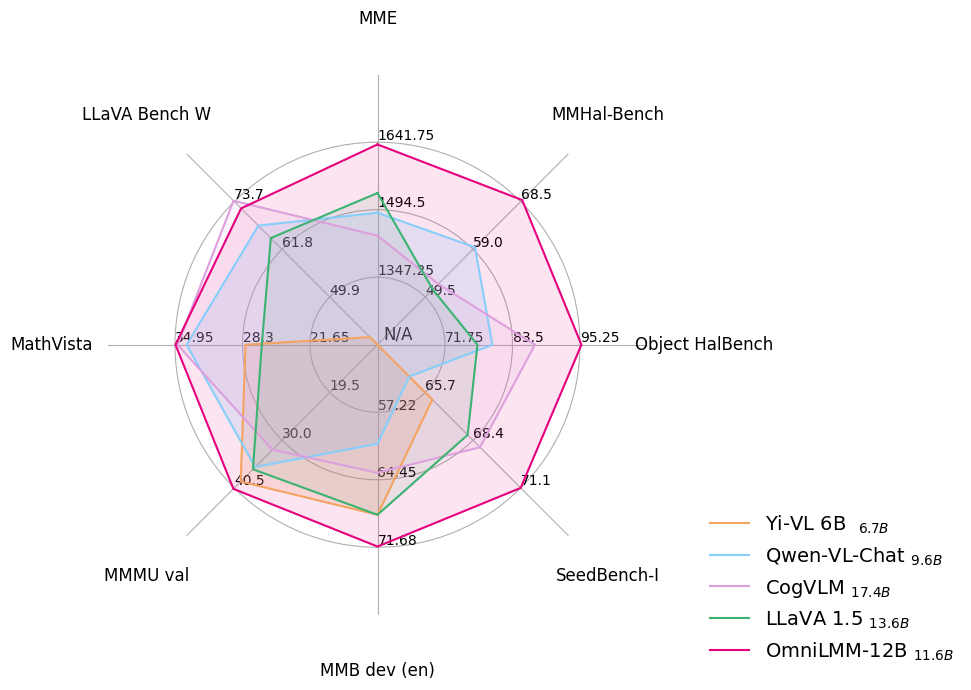 MME
LLaVA Bench W
MMHal-Bench
1641.75
73.7
68.5
1494.5
61.8
59.0
1347.25
49.9
49.5
N/A
MathVista
34.95
28.3
21.65
71.75
83.5
95.25
Object HalBench
19.5
65.7
57.22
30.0
68.4
64.45
40.5
71.1
71.68
MMMU val
SeedBench-I
MMB dev (en)
Yi-VL 6B 6.7B
Qwen-VL-Chat 9.6B
CogVLM 17.4B
LLaVA 1.5 13.6B
OmniLMM-12B 11.6B